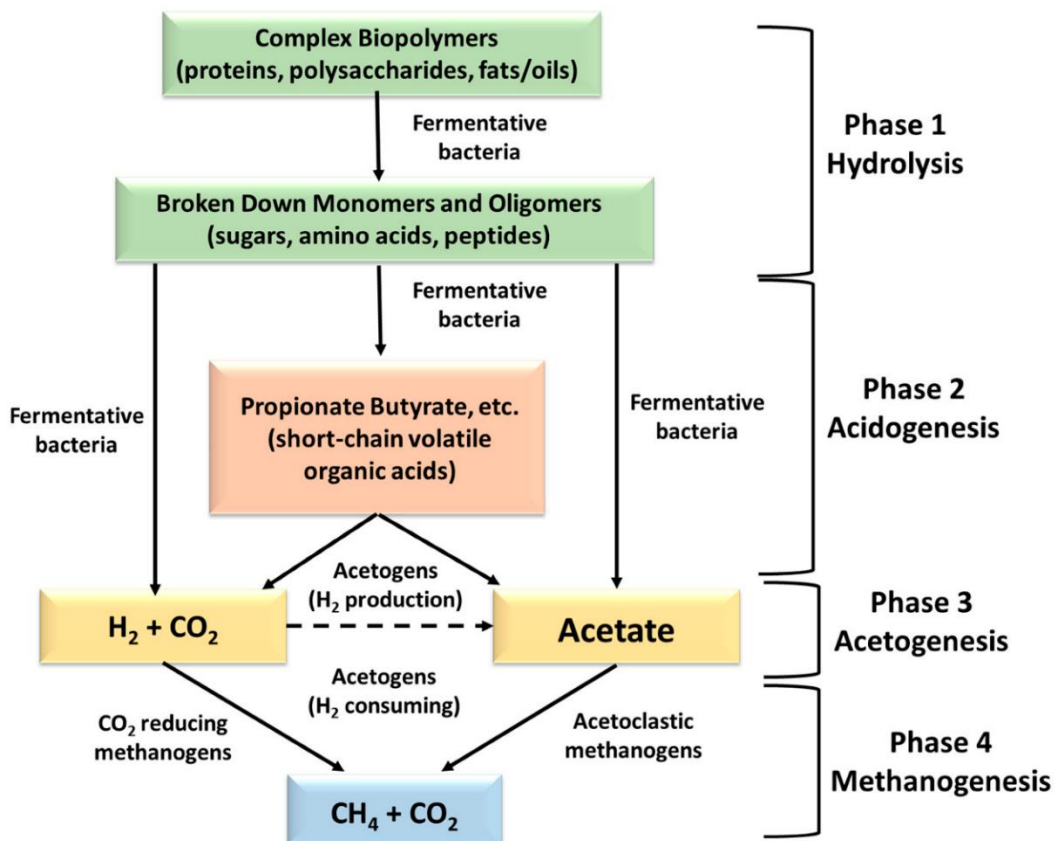 Complex Biopolymers
(proteins, polysaccharides, fats/oils)
Fermentative
bacteria
Phase 1
Hydrolysis
Broken Down Monomers and Oligomers
(sugars, amino acids, peptides)
Fermentative
bacteria
Fermentative
bacteria
Propionate Butyrate, etc.
(short-chain volatile
organic acids)
Fermentative
bacteria
Phase 2
Acidogenesis
Acetogens
(H₂ production)
H₂ + CO₂
Acetate
Phase 3
Acetogenesis
Acetogens
(H₂ consuming)
CO₂ reducing
methanogens
Acetoclastic
methanogens
Phase 4
Methanogenesis
CH₄ + CO₂